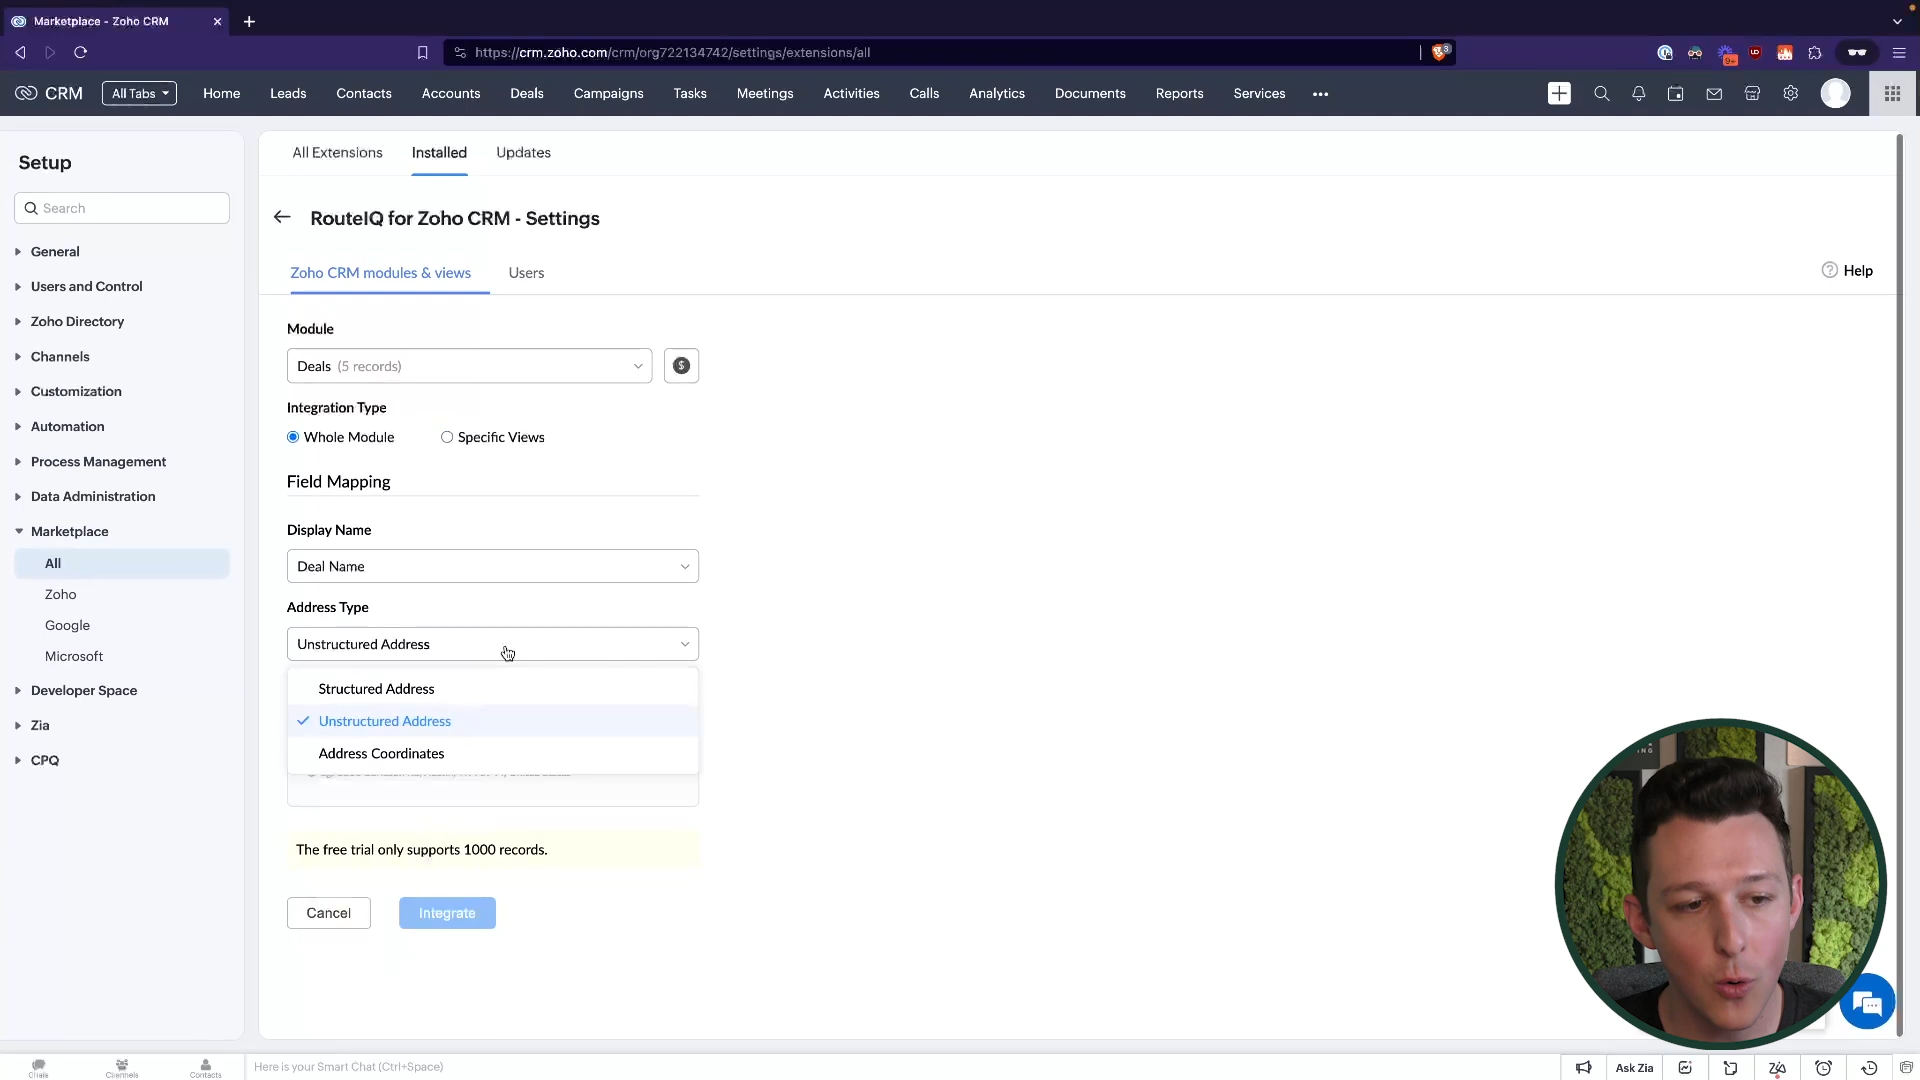 Marketplace - Zoho CRM
https://crm.zoho.com/crm/org722134742/settings/extensions/all
3
9+
CRM
All Tabs
Home
Leads
Contacts
Accounts
Deals
Campaigns
Tasks
Meetings
Activities
Calls
Analytics
Documents
Reports
Services
Setup
Search
General
Users and Control
Zoho Directory
Channels
Customization
Automation
Process Management
Data Administration
Marketplace
All
Zoho
Google
Microsoft
Developer Space
Zia
CPQ
All Extensions
Installed
Updates
RouteIQ for Zoho CRM - Settings
Zoho CRM modules & views
Users
Help
Module
Deals (5 records)
Integration Type
Whole Module
Specific Views
Field Mapping
Display Name
Deal Name
Address Type
Unstructured Address
Structured Address
Unstructured Address
Address Coordinates
The free trial only supports 1000 records.
Cancel
Integrate
Chats
Channels
Contacts
Here is your Smart Chat (Ctrl+Space)
Ask Zia